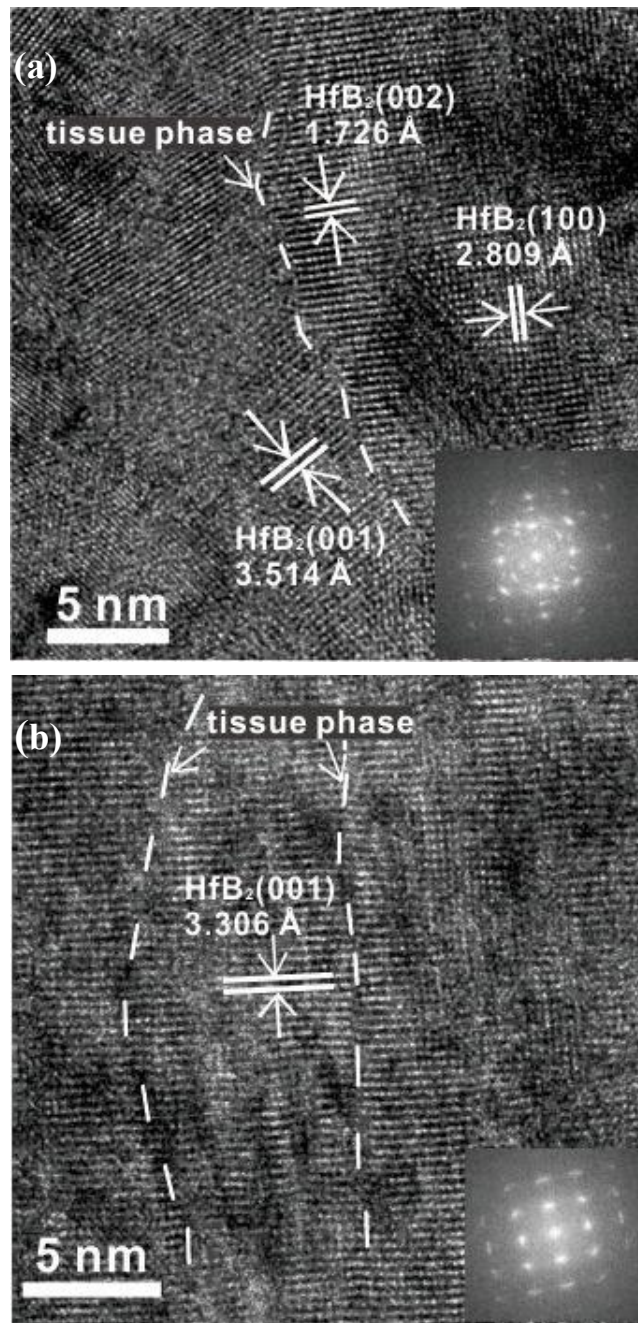 (a)
HfB₂(002)
1.726 Å
tissue phase
HfB₂(100)
2.809 Å
HfB₂(001)
3.514 Å
5 nm
(b)
tissue phase
HfB₂(001)
3.306 Å
5 nm